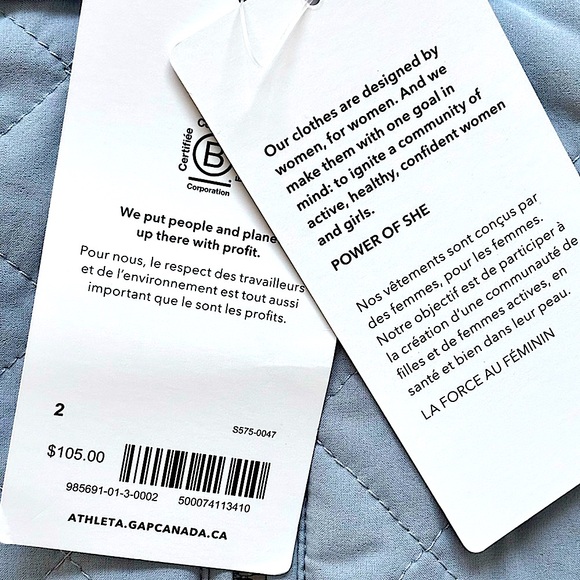 Certifiée
B
Corporation
We put people and plane
up there with profit.
Pour nous, le respect des travailleurs
et de l'environnement est tout aussi
important que le sont les profits.
2
S575-0047
$105.00
985691-01-3-0002 500074113410
ATHLETA.GAPCANADA.CA
Our clothes are designed by
women, for women. And we
make them with one goal in
mind: to ignite a community of
active, healthy, confident women
and girls.
POWER OF SHE
Nos vêtements sont conçus par
des femmes, pour les femmes.
Notre objectif est de participer à
la création d'une communauté de
filles et de femmes actives, en
santé et bien dans leur peau.
LA FORCE AU FÉMININ